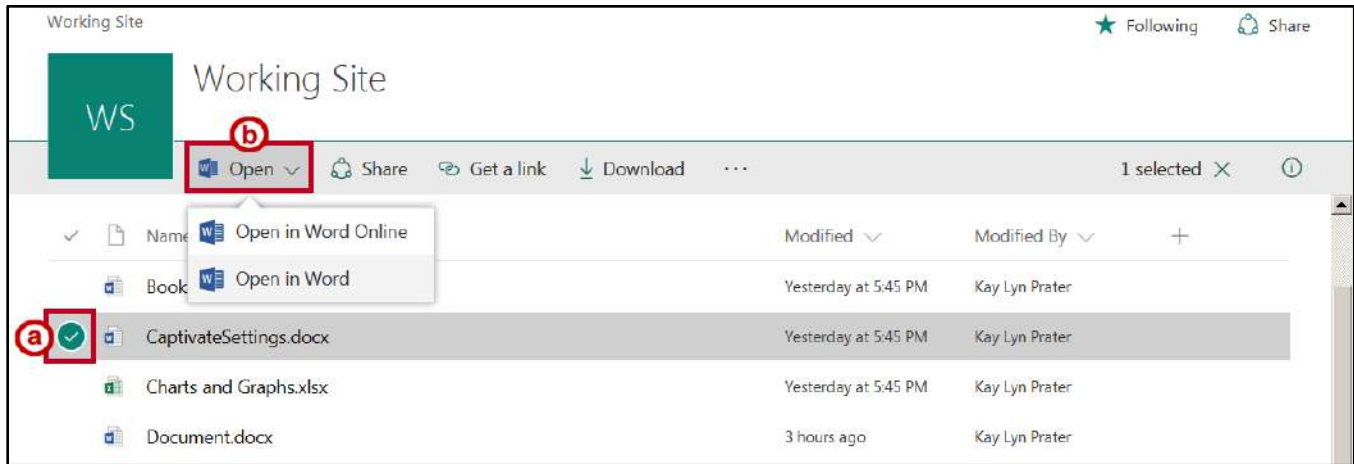 Working Site
Following Share
Working Site
WS
b
Open Share Get a link Download ... 1 selected
Name Open in Word Online Modified Modified By
Open in Word
Book Yesterday at 5:45 PM Kay Lyn Prater
a CaptivateSettings.docx Yesterday at 5:45 PM Kay Lyn Prater
Charts and Graphs.xlsx Yesterday at 5:45 PM Kay Lyn Prater
Document.docx 3 hours ago Kay Lyn Prater